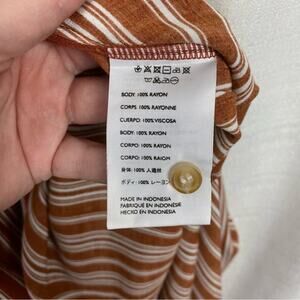 BODY: 100% RAYON
CORPS: 100% RAYONNE
CUERPO: 100% VISCOSA
BODY: 100% RAYON
CORPO: 100% RAYON
CORPO: 100% RAIOM
身体: 100% 人造絲
ボディ: 100% レーヨン
MADE IN INDONESIA
FABRIQUÉ EN INDONESIE
HECHO EN INDONESIA